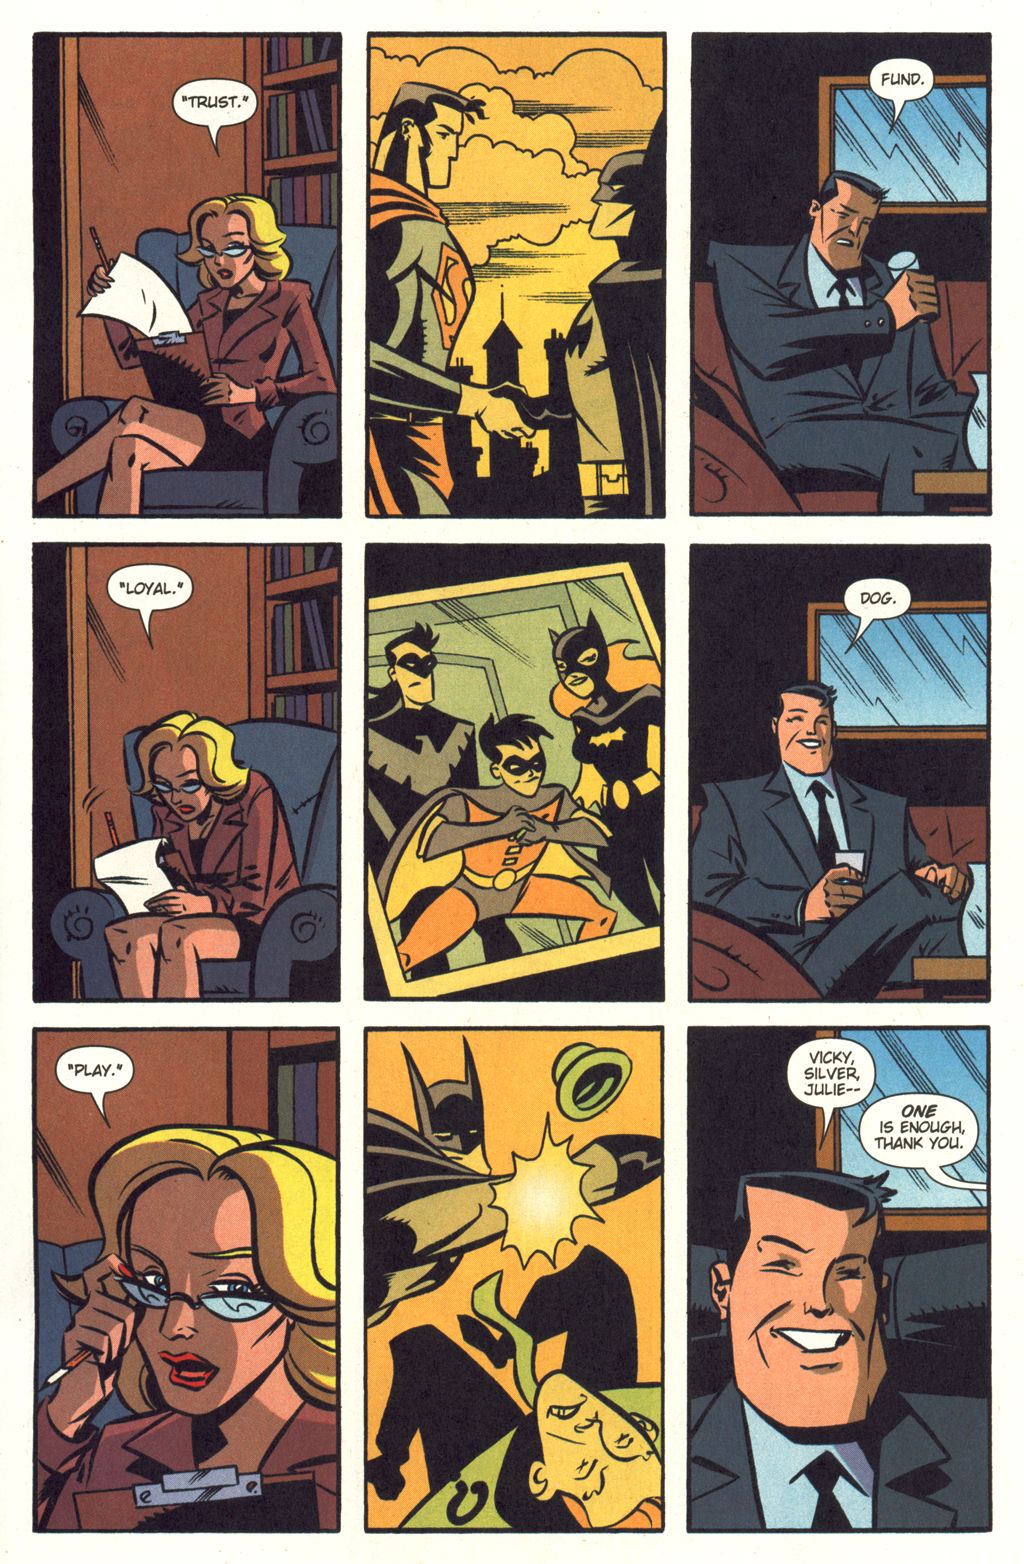 "TRUST."
FUND.
"LOYAL."
DOG.
"PLAY."
VICKY,
SILVER,
JULIE--
ONE
IS ENOUGH,
THANK YOU.